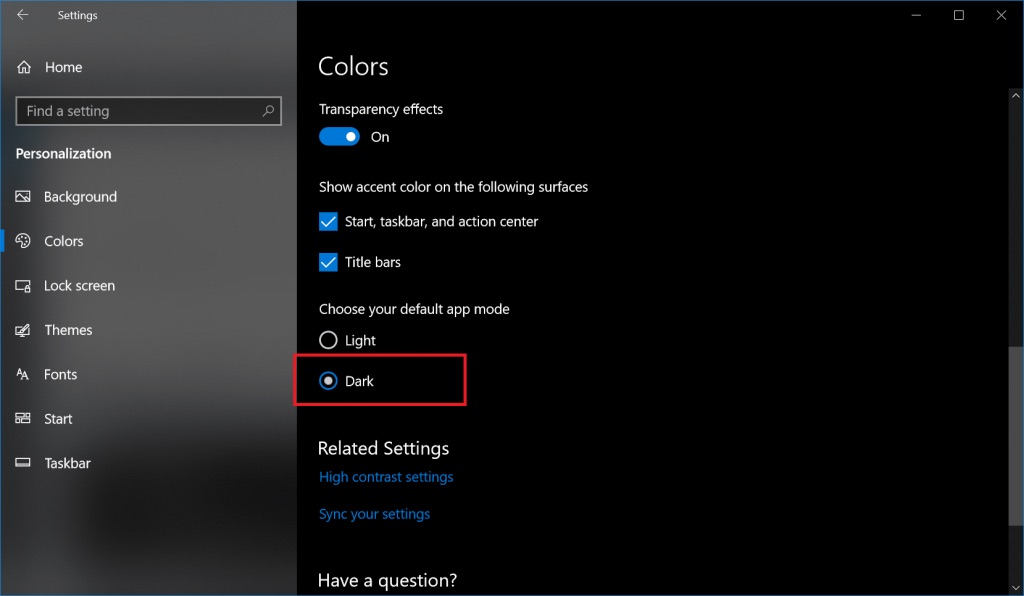 Settings
Home
Find a setting
Personalization
Background
Colors
Lock screen
Themes
Fonts
Start
Taskbar
Colors
Transparency effects
On
Show accent color on the following surfaces
Start, taskbar, and action center
Title bars
Choose your default app mode
Light
Dark
Related Settings
High contrast settings
Sync your settings
Have a question?